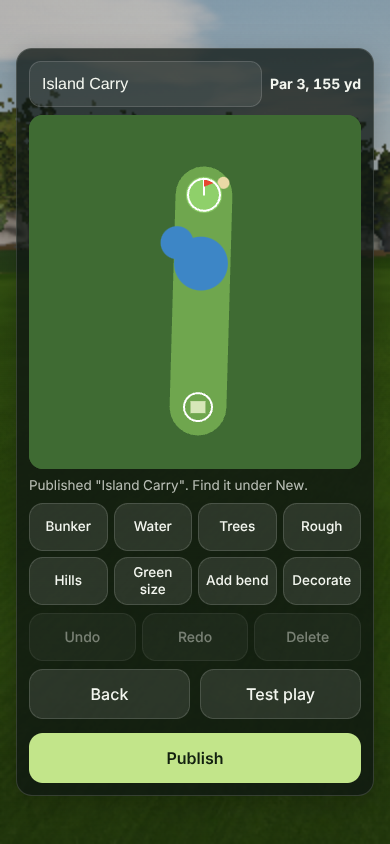 Island Carry
Par 3, 155 yd
Published "Island Carry". Find it under New.
Bunker
Water
Trees
Rough
Hills
Green
size
Add bend
Decorate
Undo
Redo
Delete
Back
Test play
Publish